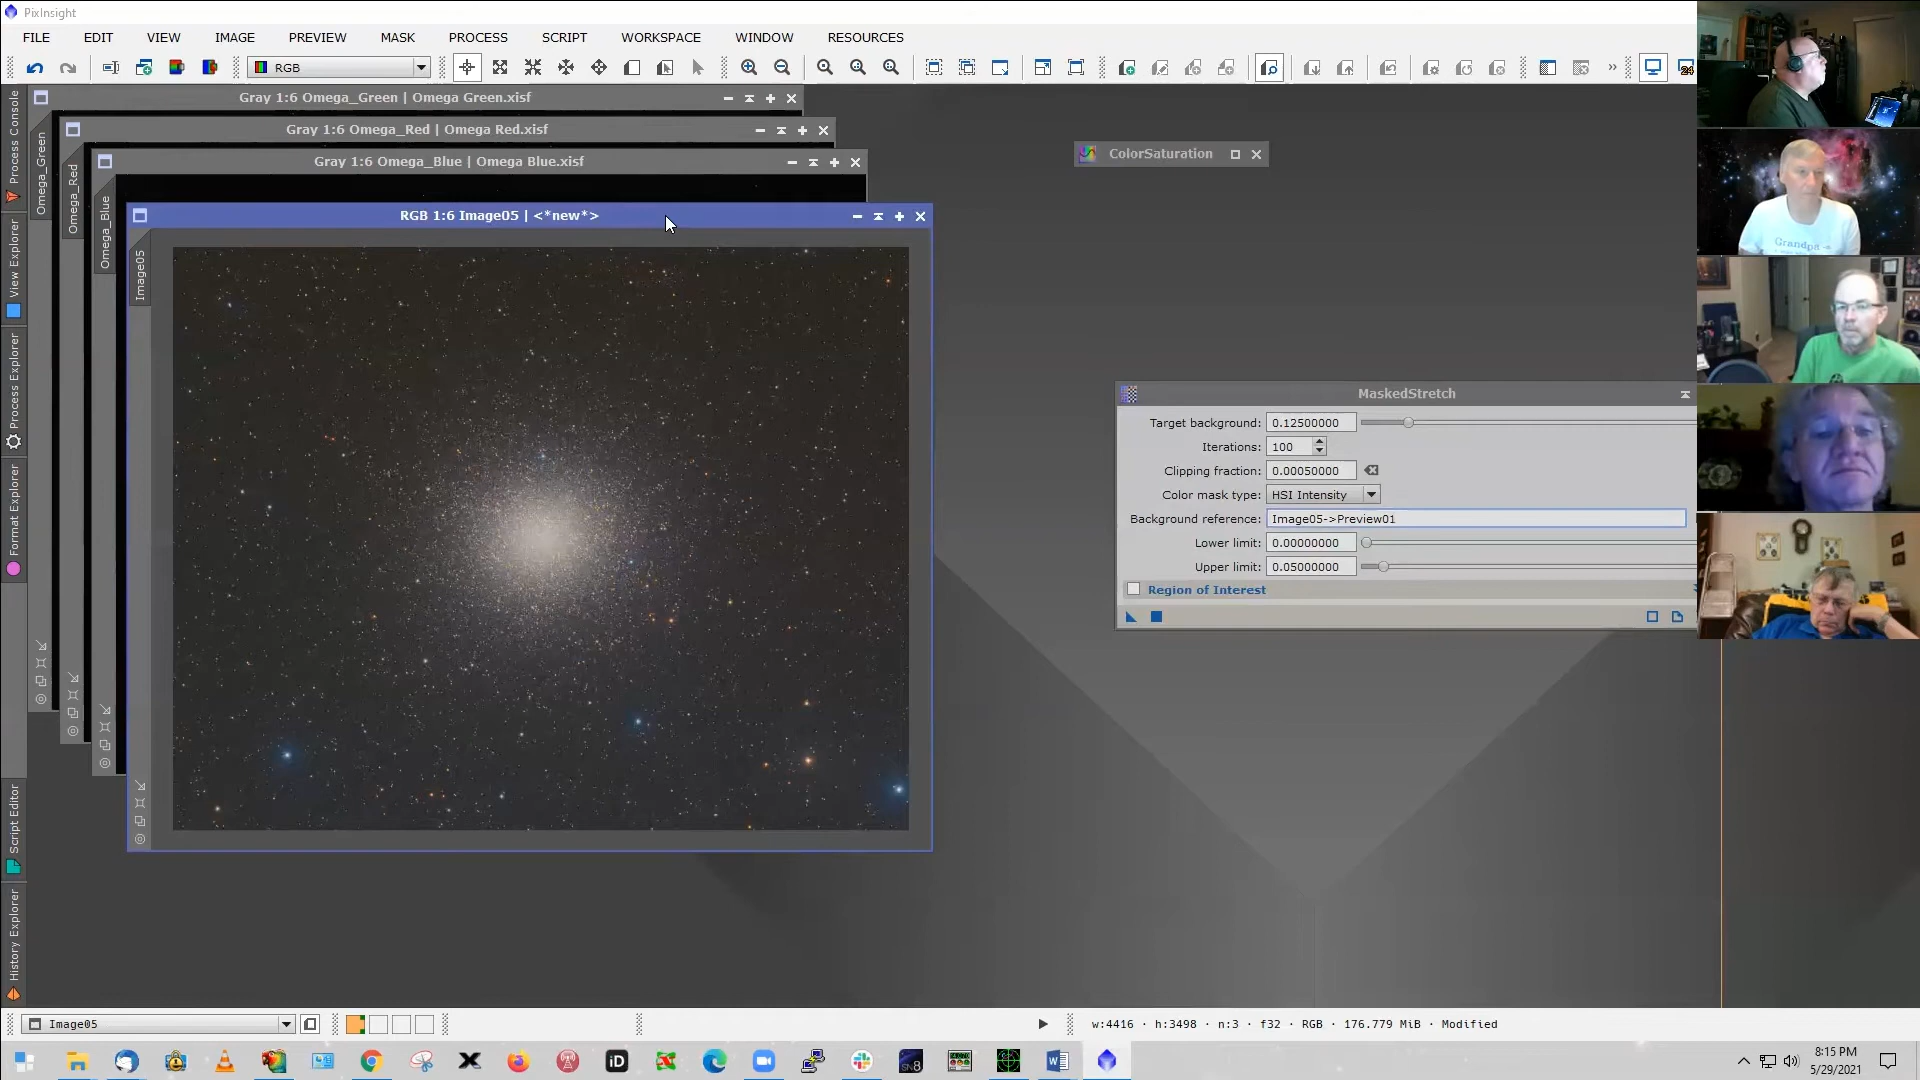 PixInsight
FILE EDIT VIEW IMAGE PREVIEW MASK PROCESS SCRIPT WORKSPACE WINDOW RESOURCES
RGB
24
Process Console
View Explorer
Process Explorer
Format Explorer
Script Editor
History Explorer
Gray 1:6 Omega_Green | Omega Green.xisf
Omega_Green
Gray 1:6 Omega_Red | Omega Red.xisf
Omega_Red
Gray 1:6 Omega_Blue | Omega Blue.xisf
Omega_Blue
RGB 1:6 Image05 | <*new*>
Image05
ColorSaturation
MaskedStretch
Target background: 0.12500000
Iterations: 100
Clipping fraction: 0.00050000
Color mask type: HSI Intensity
Background reference: Image05->Preview01
Lower limit: 0.00000000
Upper limit: 0.05000000
Region of Interest
Grandpa
Image05
w:4416 · h:3498 · n:3 · f32 · RGB · 176.779 MiB · Modified
iD
SN8
8:15 PM
5/29/2021